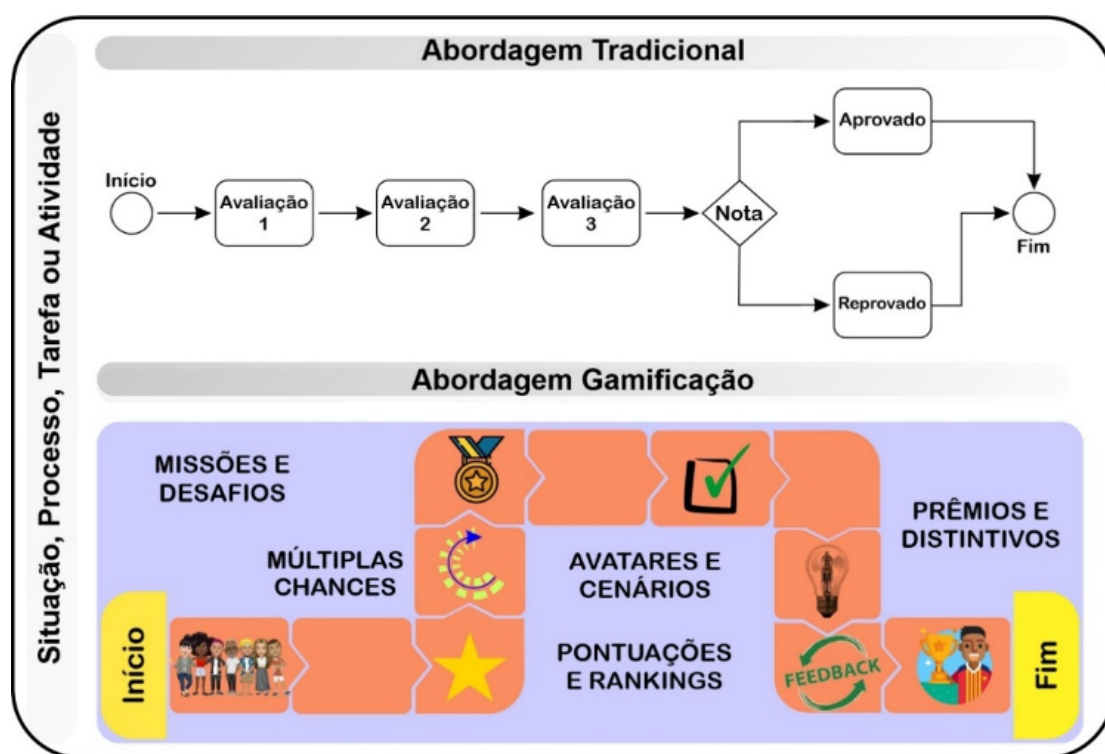 Situação, Processo, Tarefa ou Atividade
Abordagem Tradicional
Início
Avaliação
1
Avaliação
2
Avaliação
3
Nota
Aprovado
Reprovado
Fim
Abordagem Gamificação
MISSÕES E
DESAFIOS
MÚLTIPLAS
CHANCES
AVATARES E
CENÁRIOS
PRÊMIOS E
DISTINTIVOS
Início
PONTUAÇÕES
E RANKINGS
FEEDBACK
Fim